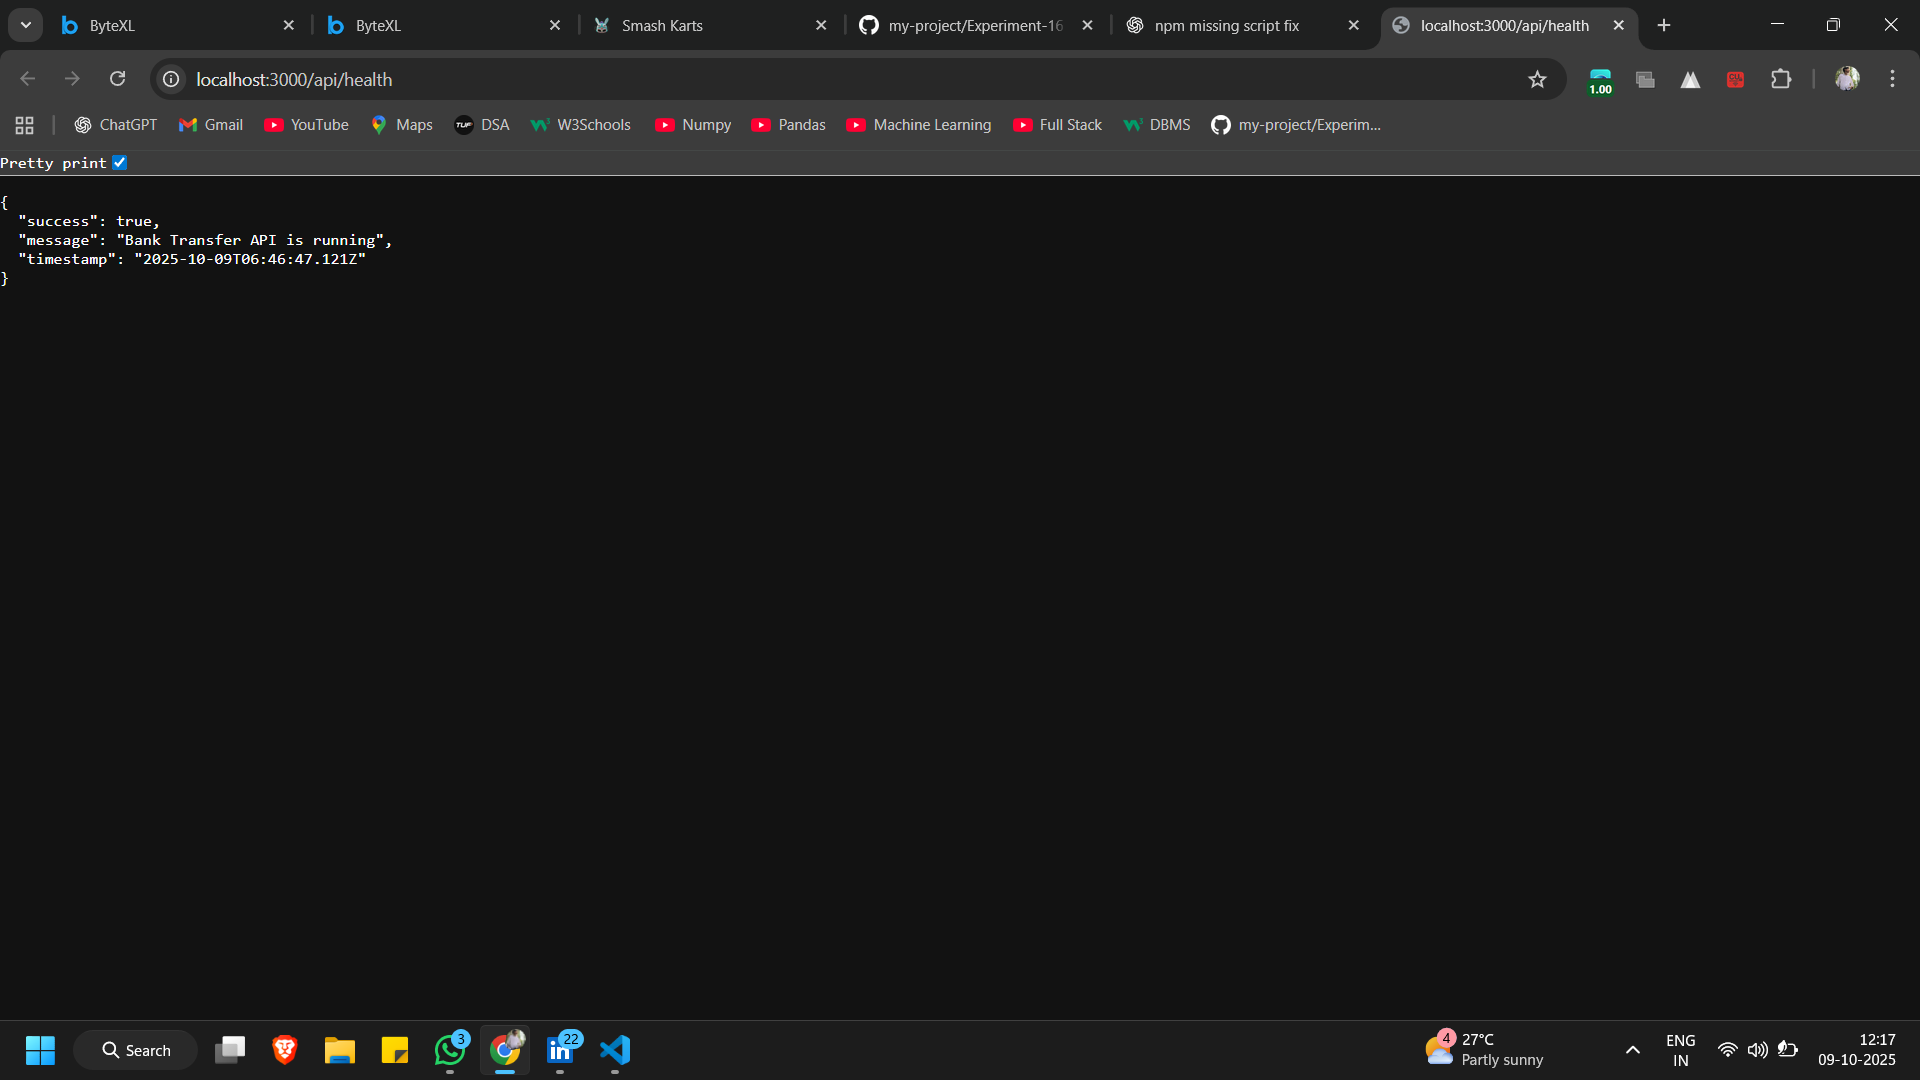 ByteXL
ByteXL
Smash Karts
my-project/Experiment-16
npm missing script fix
localhost:3000/api/health
localhost:3000/api/health
1.00
ChatGPT
Gmail
YouTube
Maps
TUF DSA
W3Schools
Numpy
Pandas
Machine Learning
Full Stack
DBMS
my-project/Experim...
Pretty print
{
  "success": true,
  "message": "Bank Transfer API is running",
  "timestamp": "2025-10-09T06:46:47.121Z"
}
Search
3
22
4
27°C
Partly sunny
ENG
IN
12:17
09-10-2025